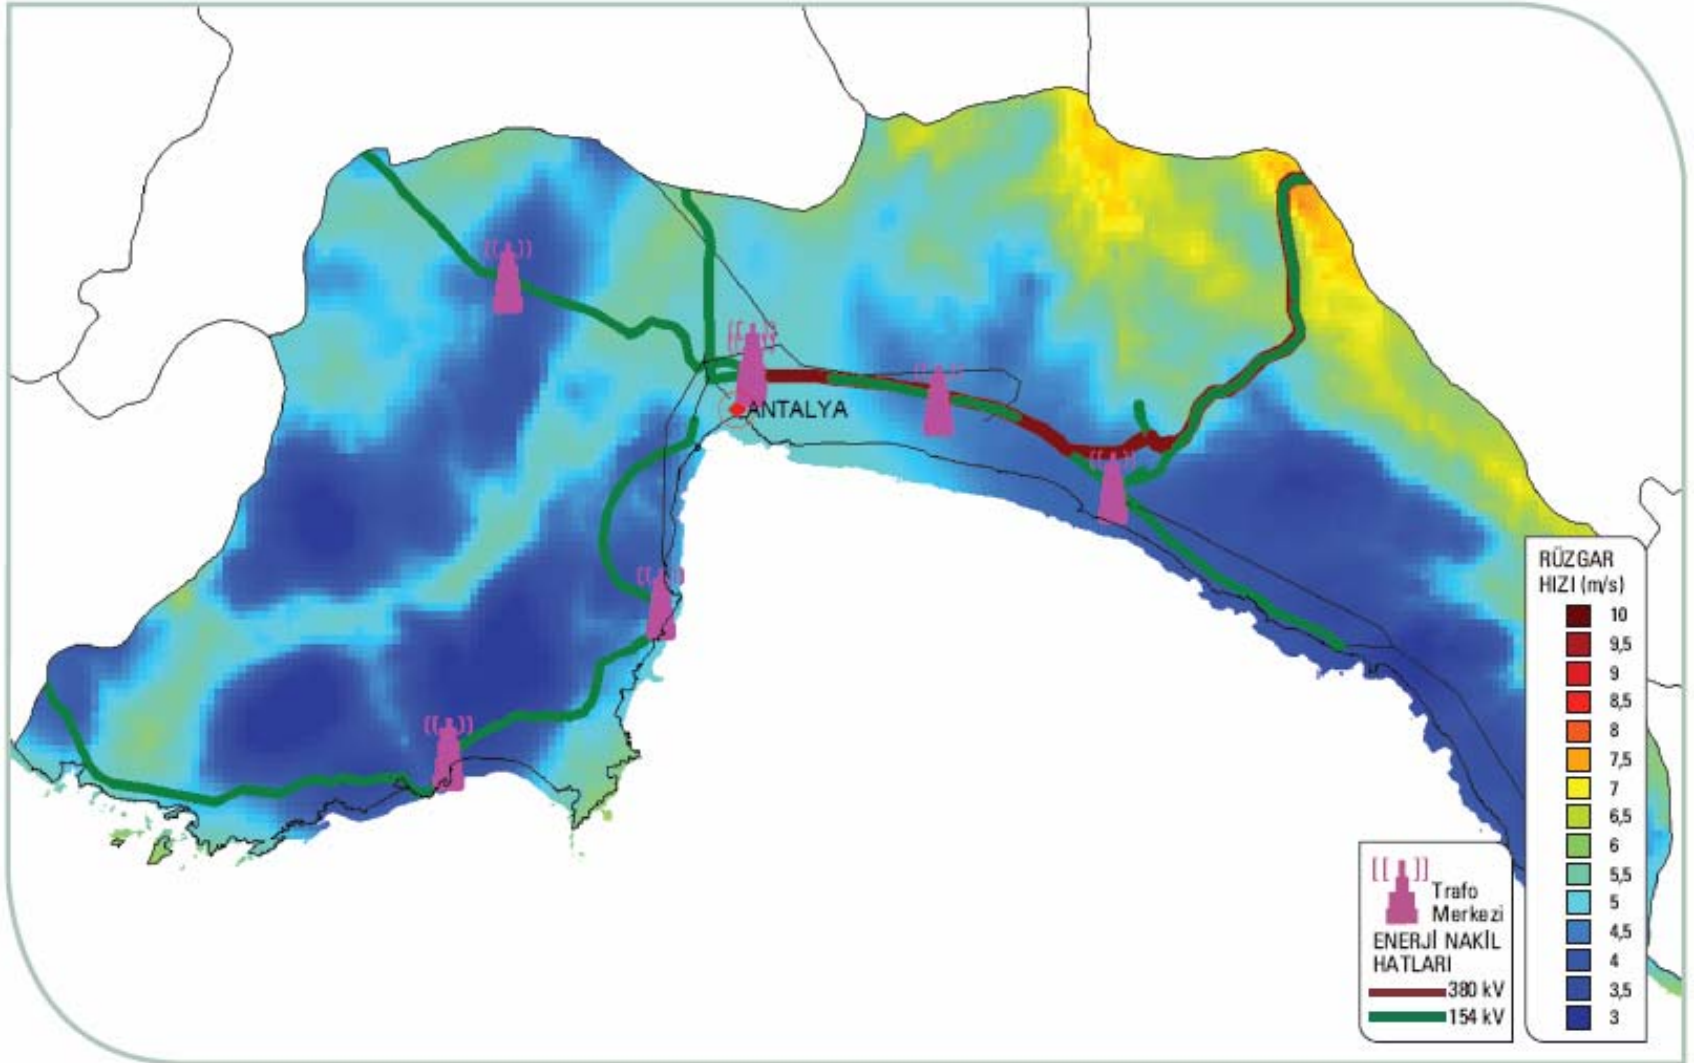 ANTALYA
RÜZGAR
HIZI (m/s)
10
9,5
9
8,5
8
7,5
7
6,5
6
5,5
5
4,5
4
3,5
3
Trafo
Merkezi
ENERJİ NAKİL
HATLARI
380 kV
154 kV